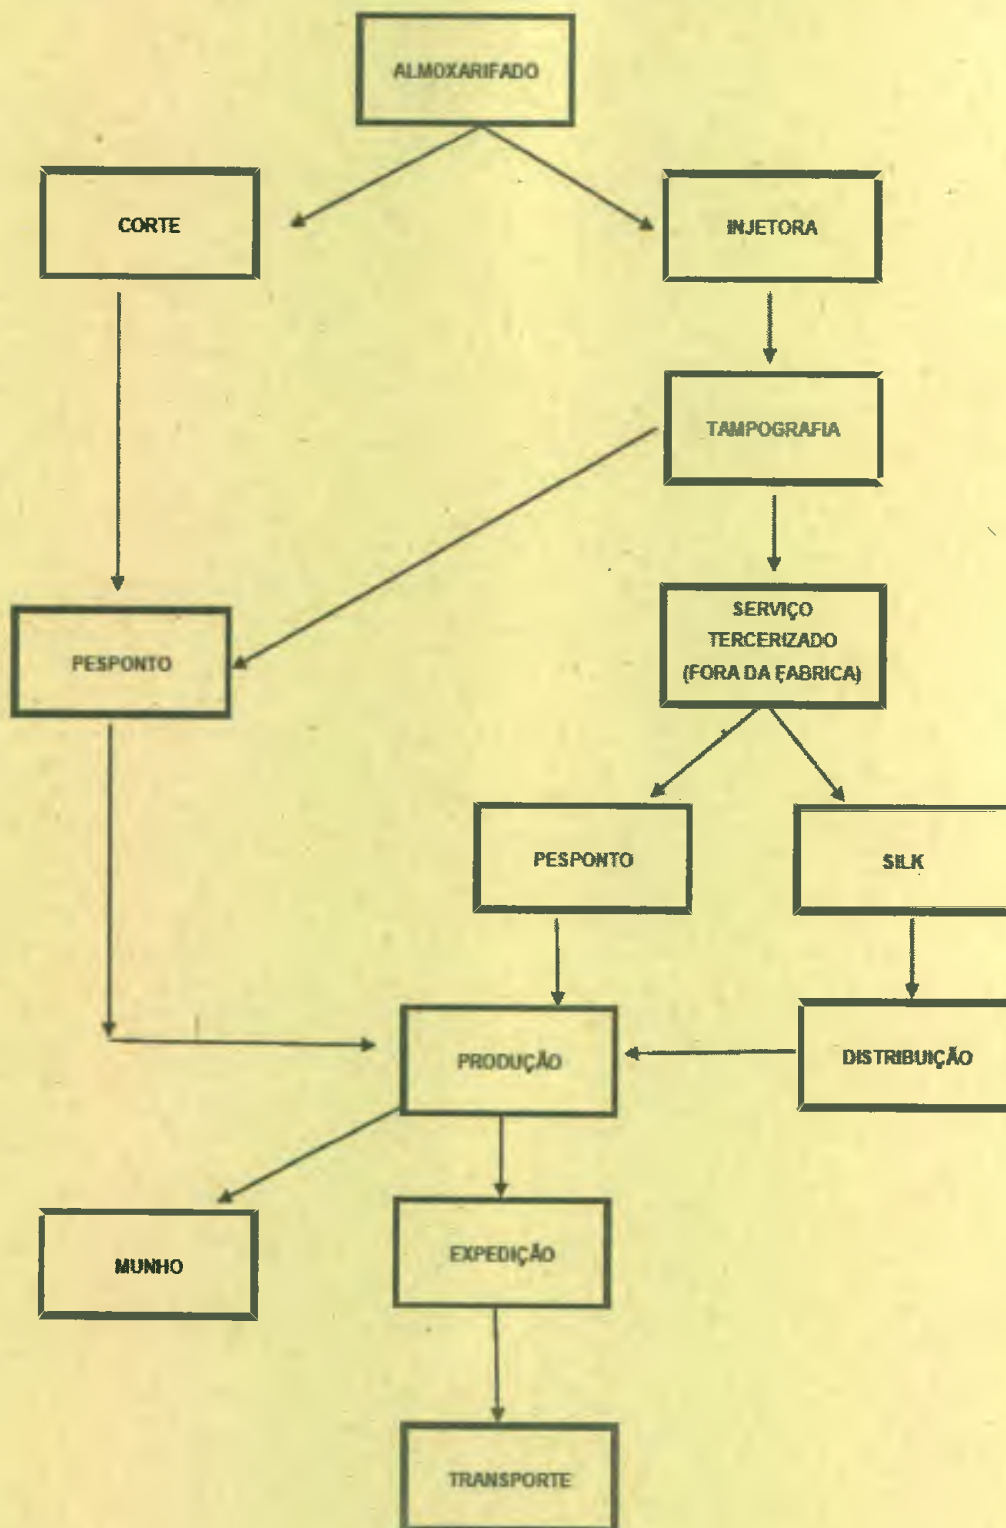 ALMOXARIFADO
CORTE
INJETORA
TAMPOGRAFIA
PESPONTO
SERVIÇO
TERCERIZADO
(FORA DA FABRICA)
PESPONTO
SILK
PRODUÇÃO
DISTRIBUIÇÃO
MUNHO
EXPEDIÇÃO
TRANSPORTE